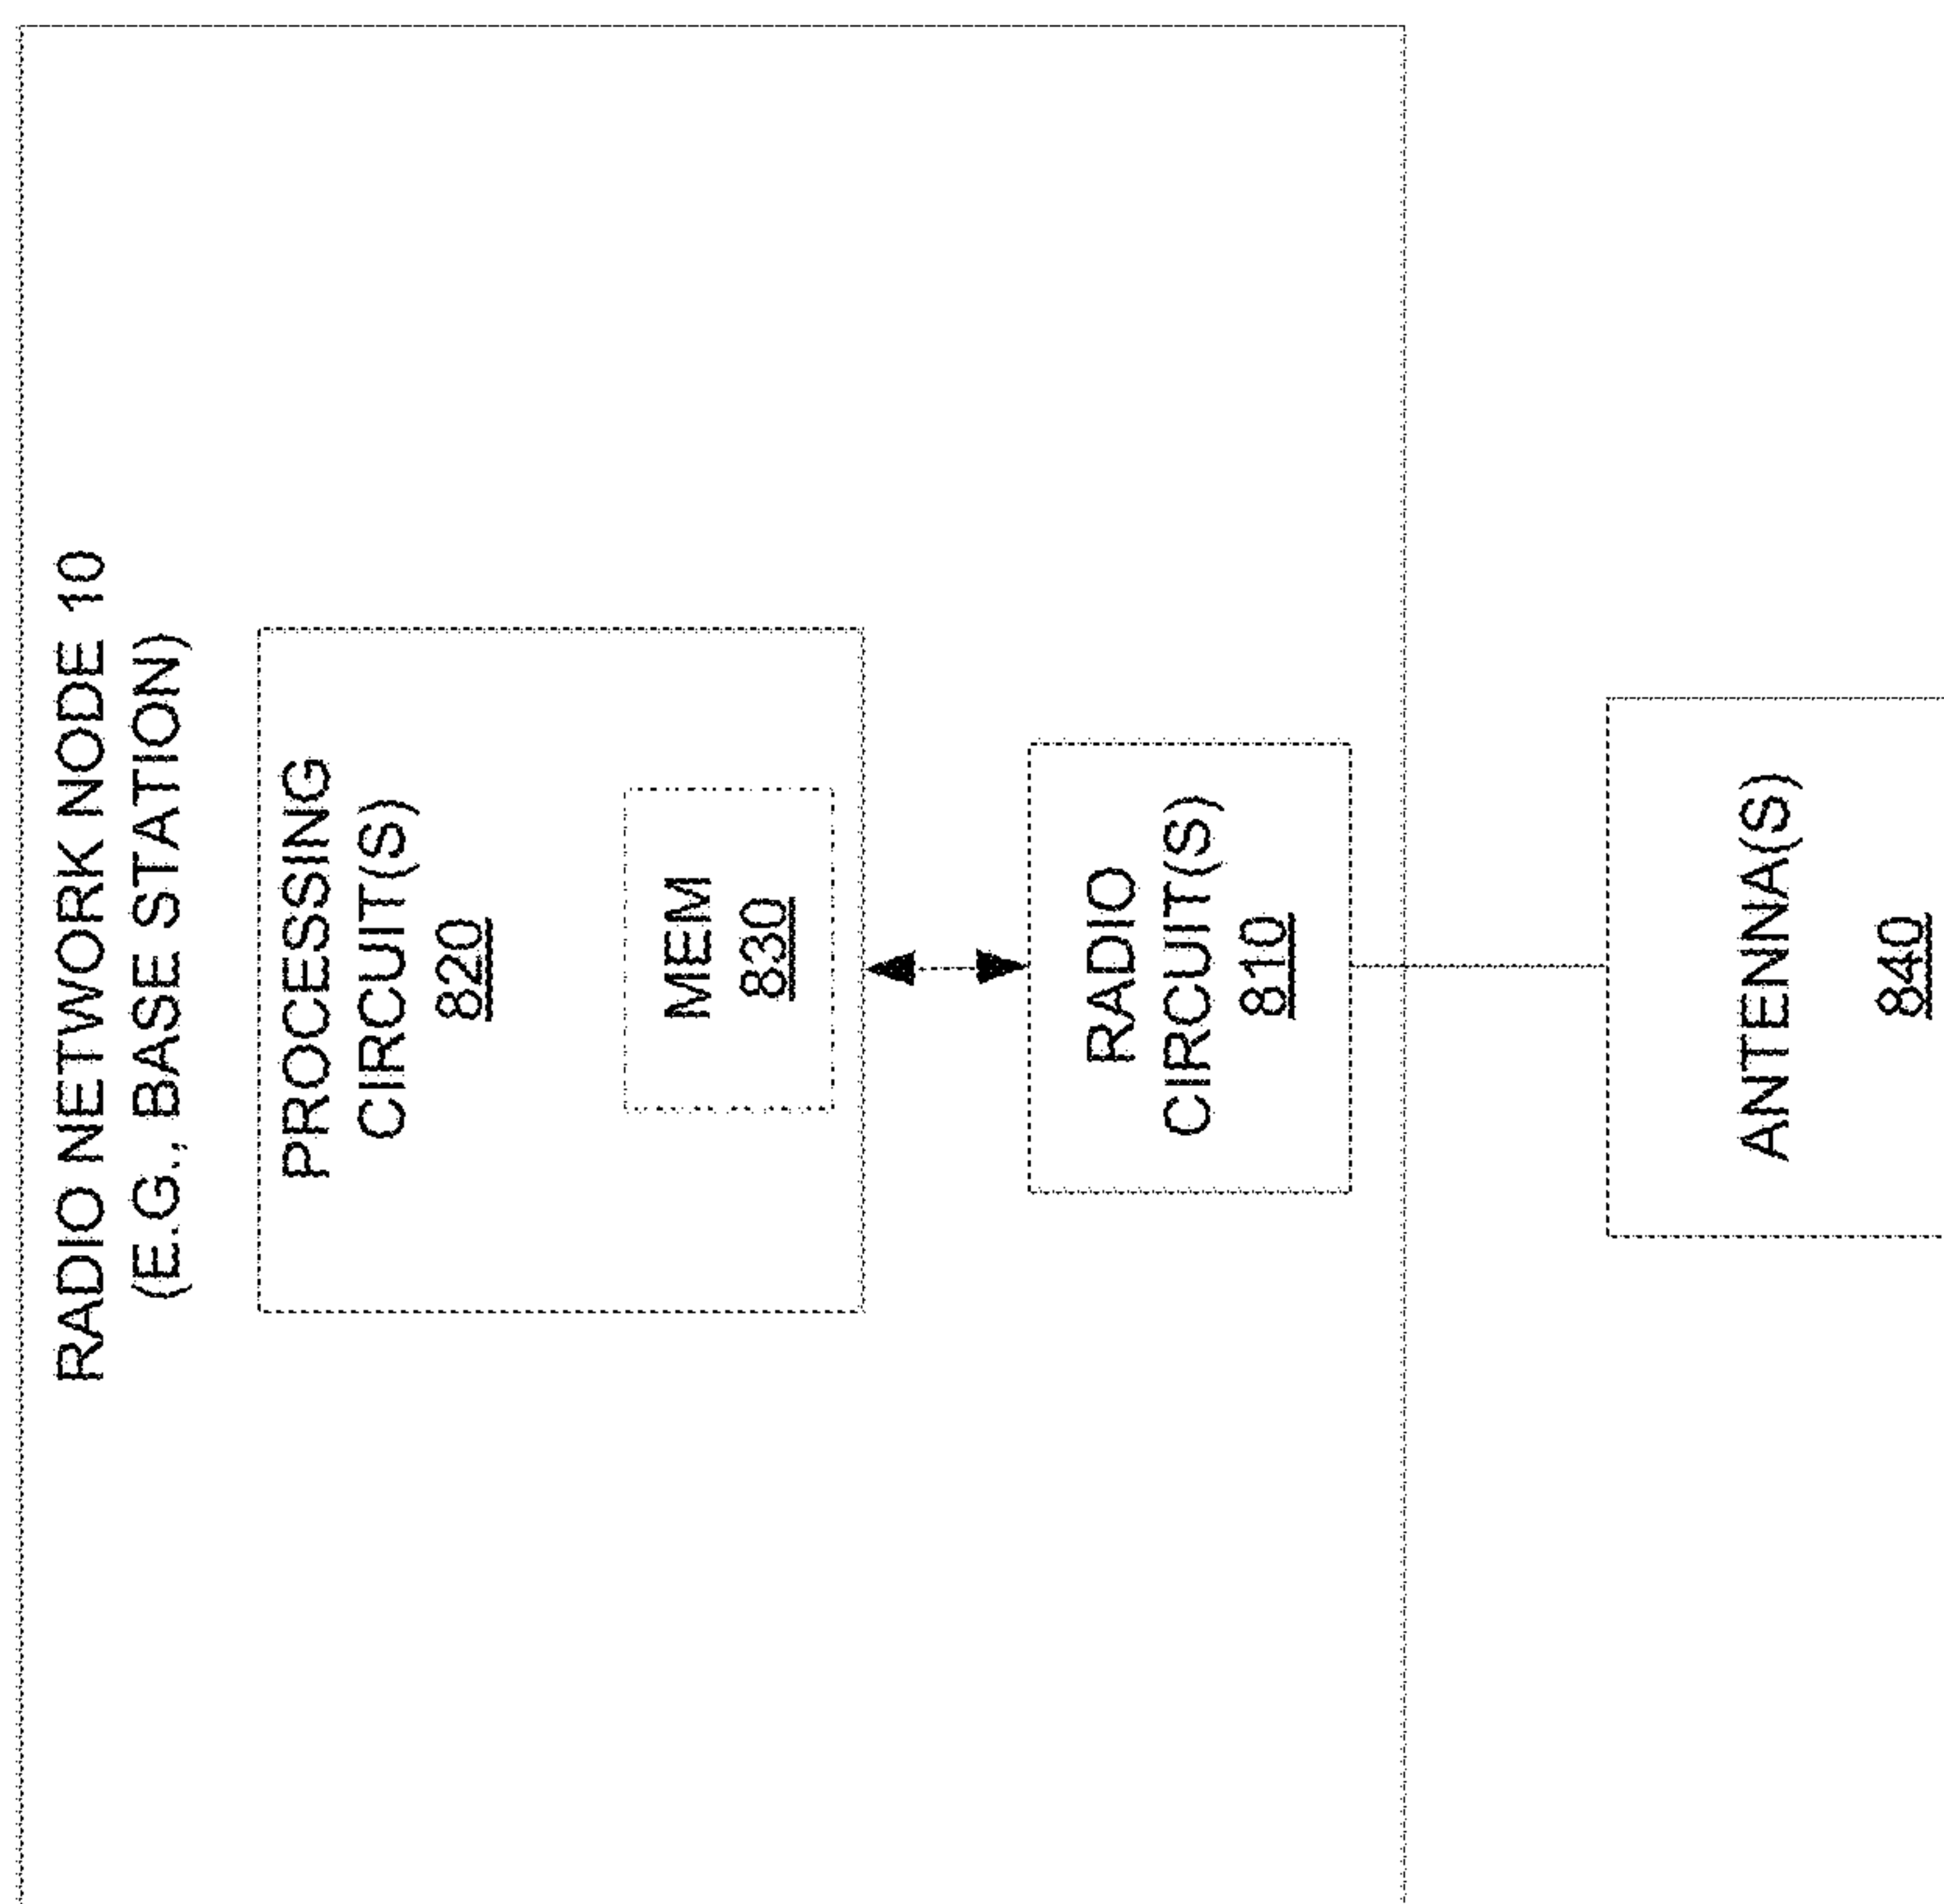 RADIO NETWORK NODE 10
(E.G., BASE STATION)
PROCESSING
CIRCUIT(S)
820
MEM
830
RADIO
CIRCUIT(S)
810
ANTENNA(S)
840